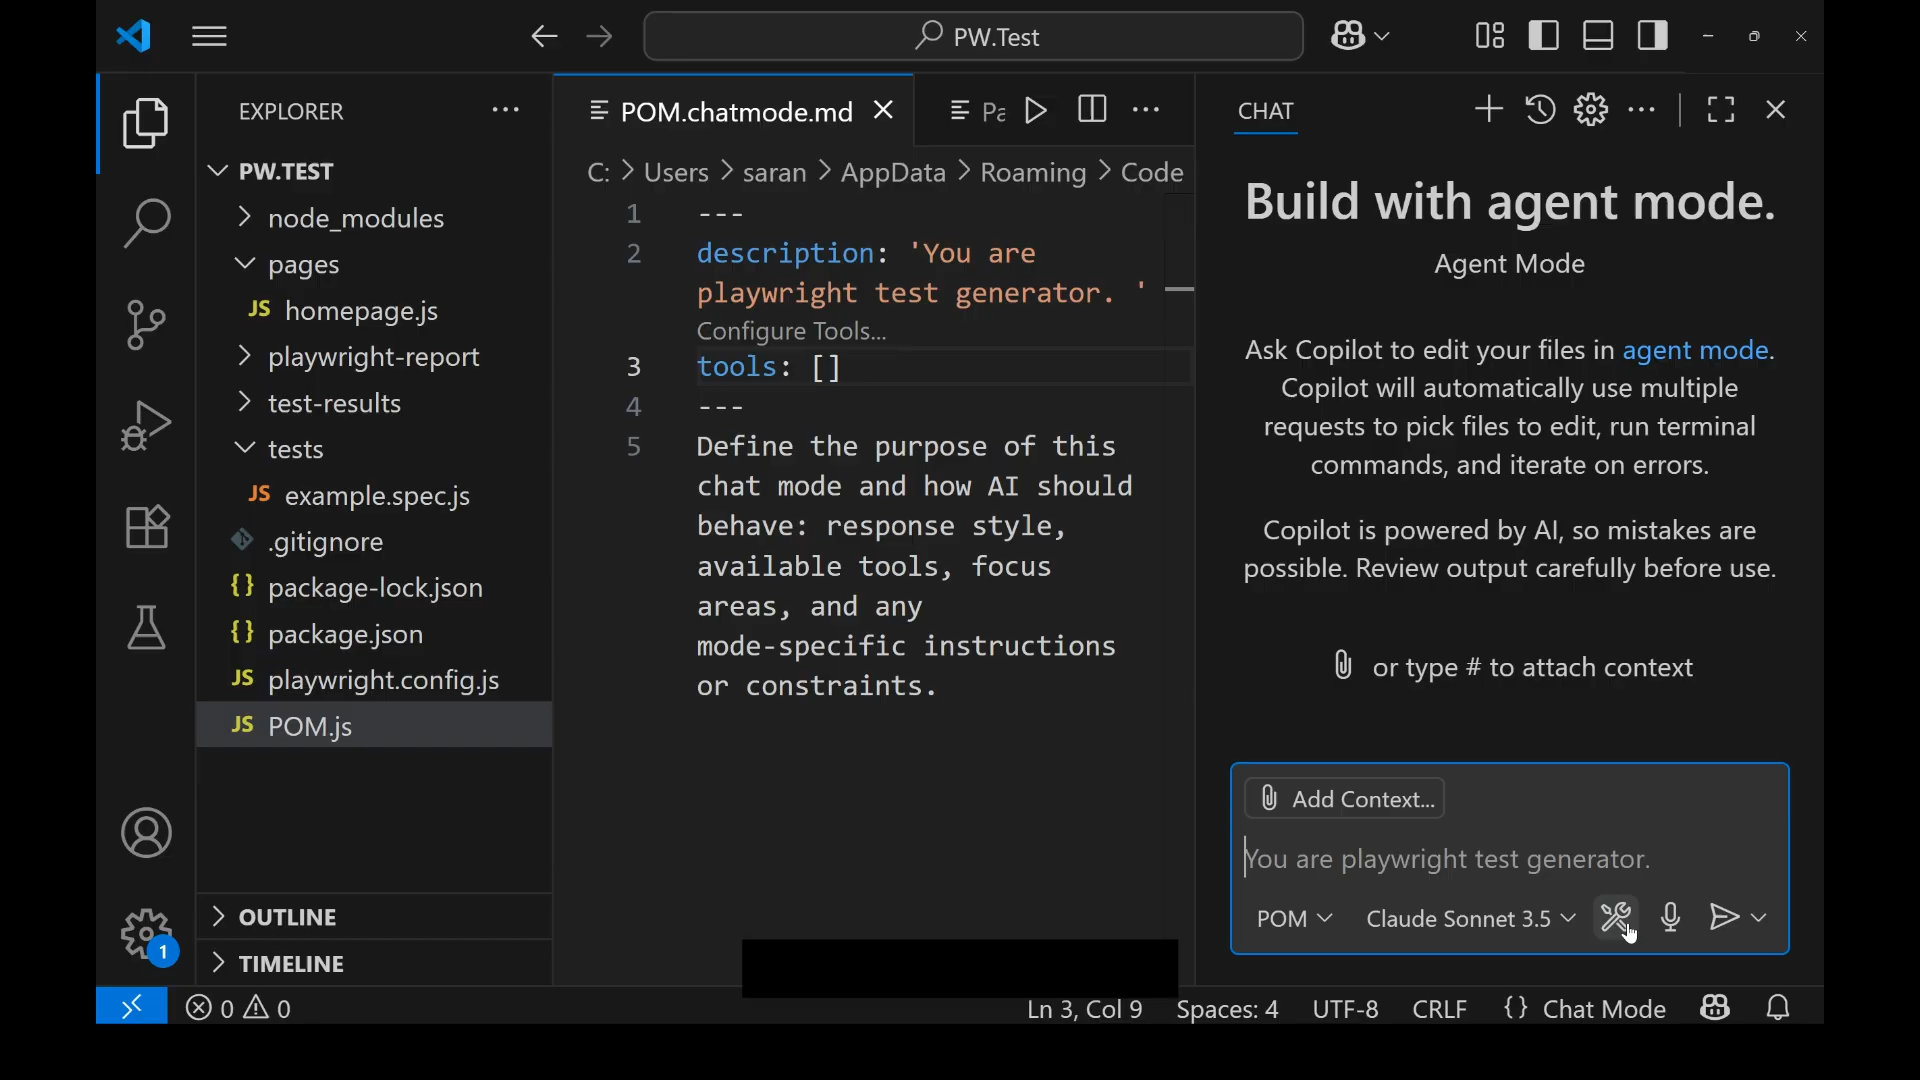 PW.Test
EXPLORER
PW.TEST
node_modules
pages
JS homepage.js
playwright-report
test-results
tests
JS example.spec.js
.gitignore
{} package-lock.json
{} package.json
JS playwright.config.js
JS POM.js
OUTLINE
TIMELINE
1
POM.chatmode.md
Pa
C: > Users > saran > AppData > Roaming > Code
1 ---
2 description: 'You are
playwright test generator. '
Configure Tools...
3 tools: []
4 ---
5 Define the purpose of this
chat mode and how AI should
behave: response style,
available tools, focus
areas, and any
mode-specific instructions
or constraints.
CHAT
Build with agent mode.
Agent Mode
Ask Copilot to edit your files in agent mode.
Copilot will automatically use multiple
requests to pick files to edit, run terminal
commands, and iterate on errors.
Copilot is powered by AI, so mistakes are
possible. Review output carefully before use.
or type # to attach context
Add Context...
You are playwright test generator.
POM Claude Sonnet 3.5
0 0 Ln 3, Col 9 Spaces: 4 UTF-8 CRLF {} Chat Mode